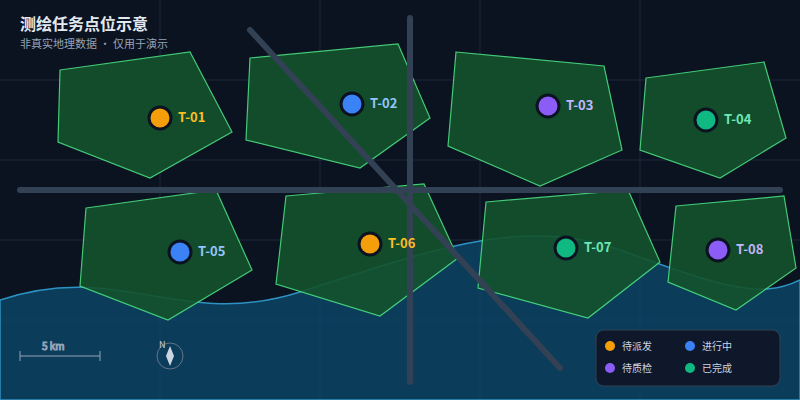 测绘任务点位示意
非真实地理数据 · 仅用于演示
T-01
T-02
T-03
T-04
T-05
T-06
T-07
T-08
5 km
N
待派发
进行中
待质检
已完成